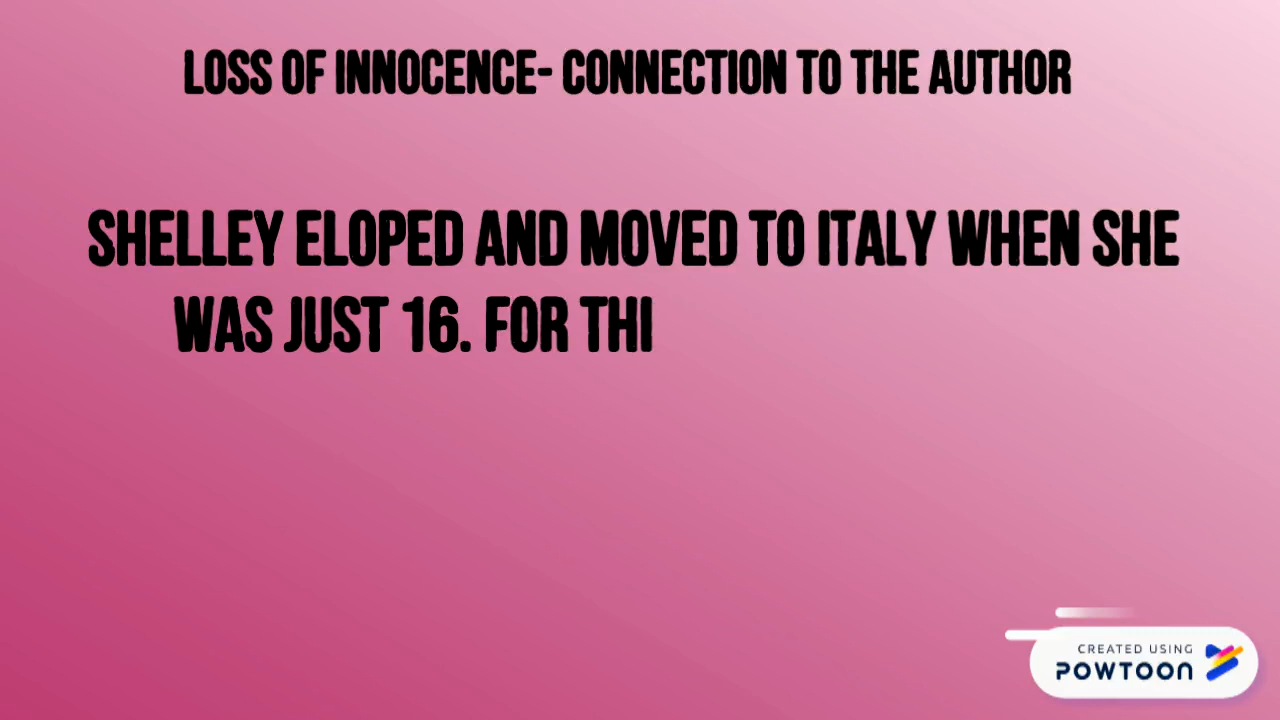 LOSS OF INNOCENCE- CONNECTION TO THE AUTHOR
SHELLEY ELOPED AND MOVED TO ITALY WHEN SHE
WAS JUST 16. FOR THI
CREATED USING
POWTOON